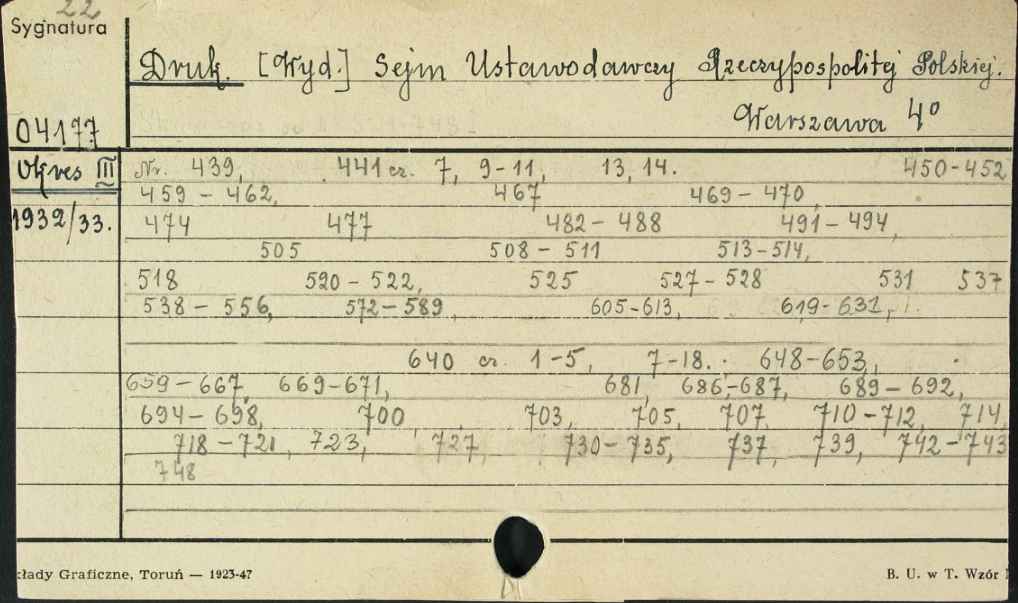 22
Sygnatura
Druk. [Wyd.] Sejm Ustawodawczy Rzeczypospolitej Polskiej.
04177 Warszawa 4°
Okres III Nr. 439, 441 cz. 7, 9-11, 13, 14. 450-452
459 - 462, 467 469 - 470,
1932/33. 474 477 482 - 488 491 - 494,
505 508 - 511 513-514,
518 520 - 522, 525 527 - 528 531 537
538 - 556, 572 - 589, 605-613, 619-631,
640 cz. 1-5, 7-18. 648-653,
659-667, 669-671, 681, 686-687, 689 - 692,
694 - 698, 700 703, 705, 707, 710-712, 714,
718 - 721, 723, 727, 730-735, 737, 739, 742-743
748
kłady Graficzne, Toruń — 1923-47 B. U. w T. Wzór